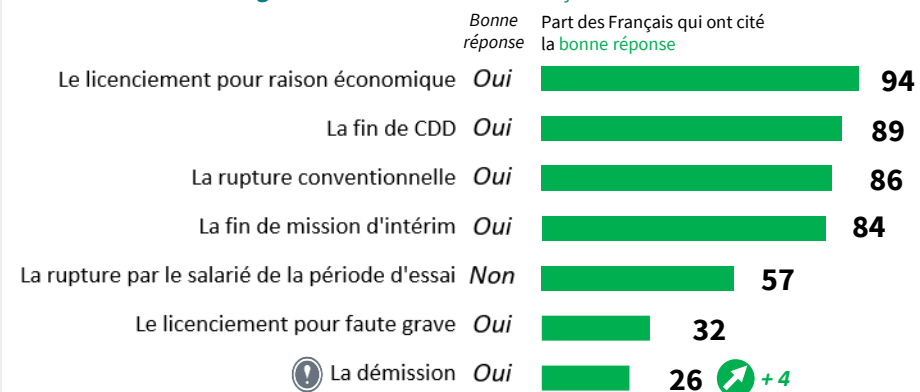 Bonne
réponse
Part des Français qui ont cité
la bonne réponse
Le licenciement pour raison économique Oui 94
La fin de CDD Oui 89
La rupture conventionnelle Oui 86
La fin de mission d'intérim Oui 84
La rupture par le salarié de la période d'essai Non 57
Le licenciement pour faute grave Oui 32
La démission Oui 26 + 4